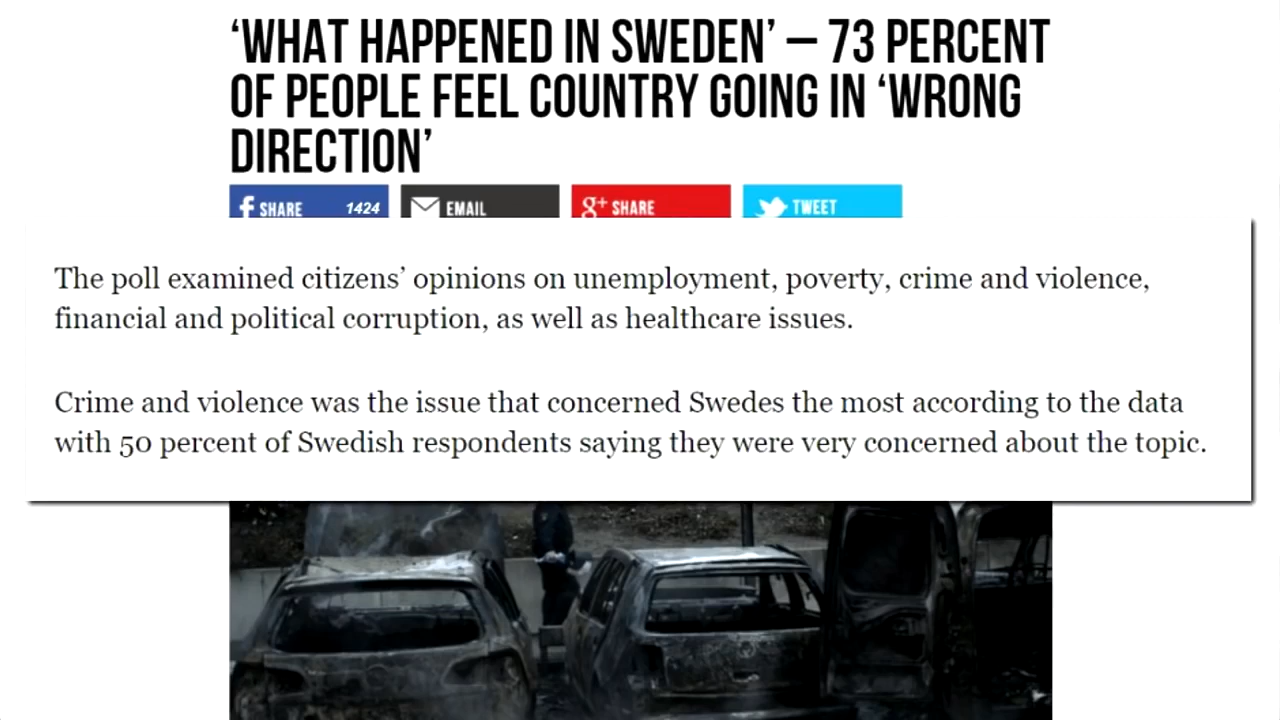 ‘WHAT HAPPENED IN SWEDEN’ – 73 PERCENT
OF PEOPLE FEEL COUNTRY GOING IN ‘WRONG
DIRECTION’
f SHARE 1424 EMAIL g+ SHARE TWEET
The poll examined citizens’ opinions on unemployment, poverty, crime and violence,
financial and political corruption, as well as healthcare issues.
Crime and violence was the issue that concerned Swedes the most according to the data
with 50 percent of Swedish respondents saying they were very concerned about the topic.